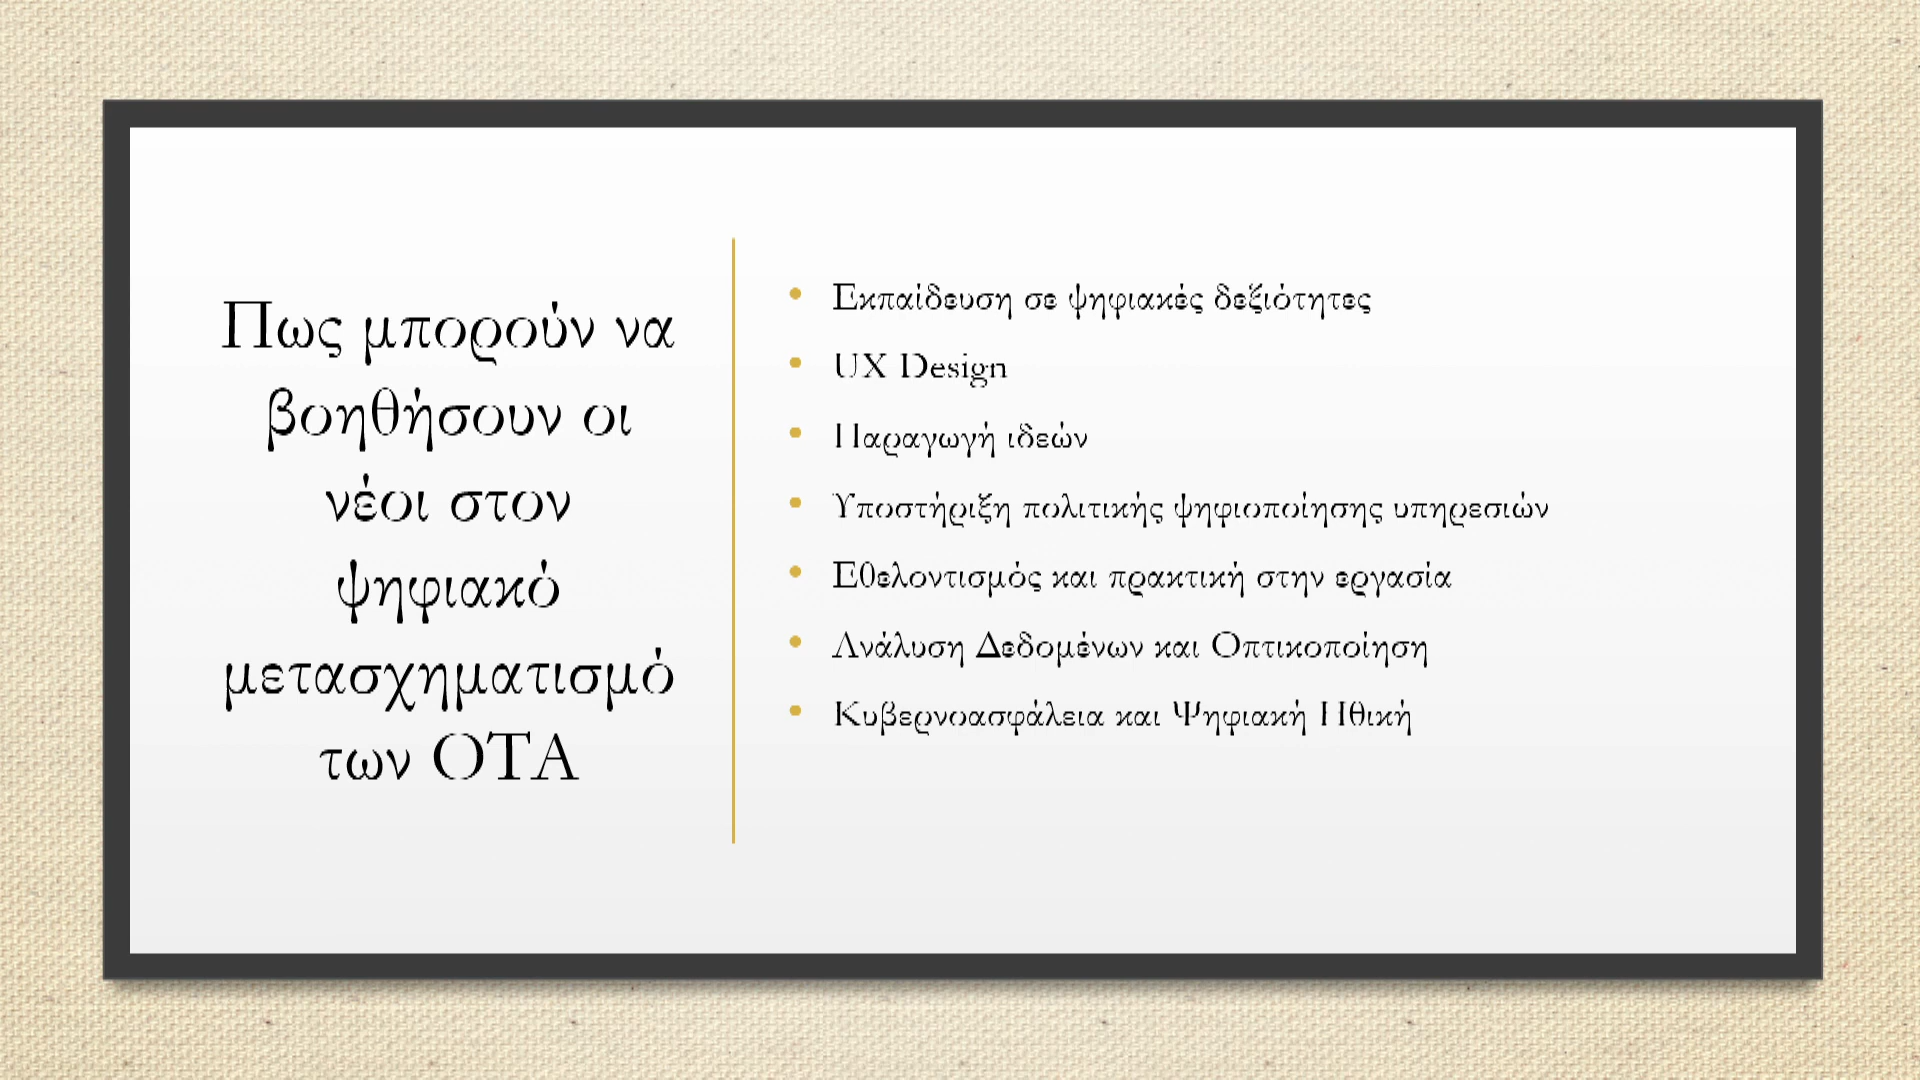 Πως μπορούν να
βοηθήσουν οι
νέοι στον
ψηφιακό
μετασχηματισμό
των ΟΤΑ
• Εκπαίδευση σε ψηφιακές δεξιότητες
• UX Design
• Παραγωγή ιδεών
• Υποστήριξη πολιτικής ψηφιοποίησης υπηρεσιών
• Εθελοντισμός και πρακτική στην εργασία
• Ανάλυση Δεδομένων και Οπτικοποίηση
• Κυβερνοασφάλεια και Ψηφιακή Ηθική